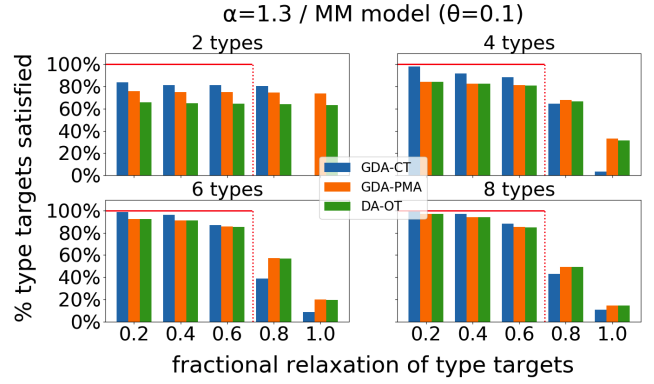 α=1.3 / MM model (θ=0.1)
2 types
4 types
% type targets satisfied
100%
80%
60%
40%
20%
0%
GDA-CT
GDA-PMA
DA-OT
6 types
8 types
100%
80%
60%
40%
20%
0%
0.2 0.4 0.6 0.8 1.0
0.2 0.4 0.6 0.8 1.0
fractional relaxation of type targets